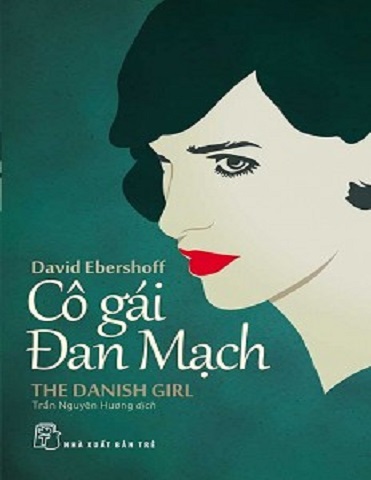 David Ebershoff
Cô gái
Đan Mạch
THE DANISH GIRL
Trần Nguyên Hương dịch
NHÀ XUẤT BẢN TRẺ